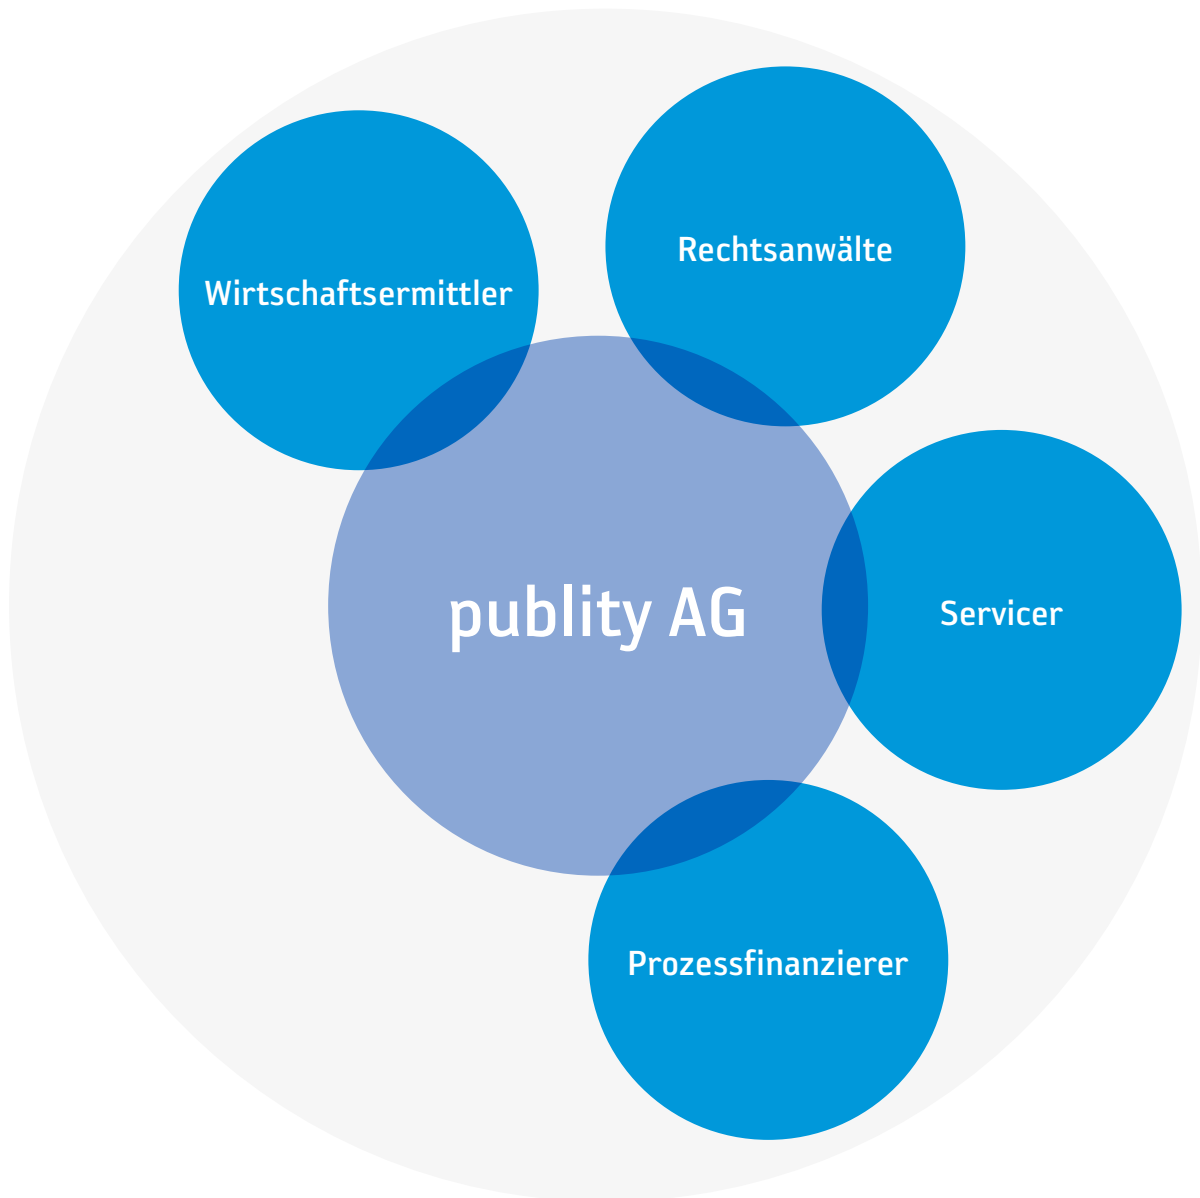 Rechtsanwälte
Wirtschaftsermittler
publity AG
Servicer
Prozessfinanzierer